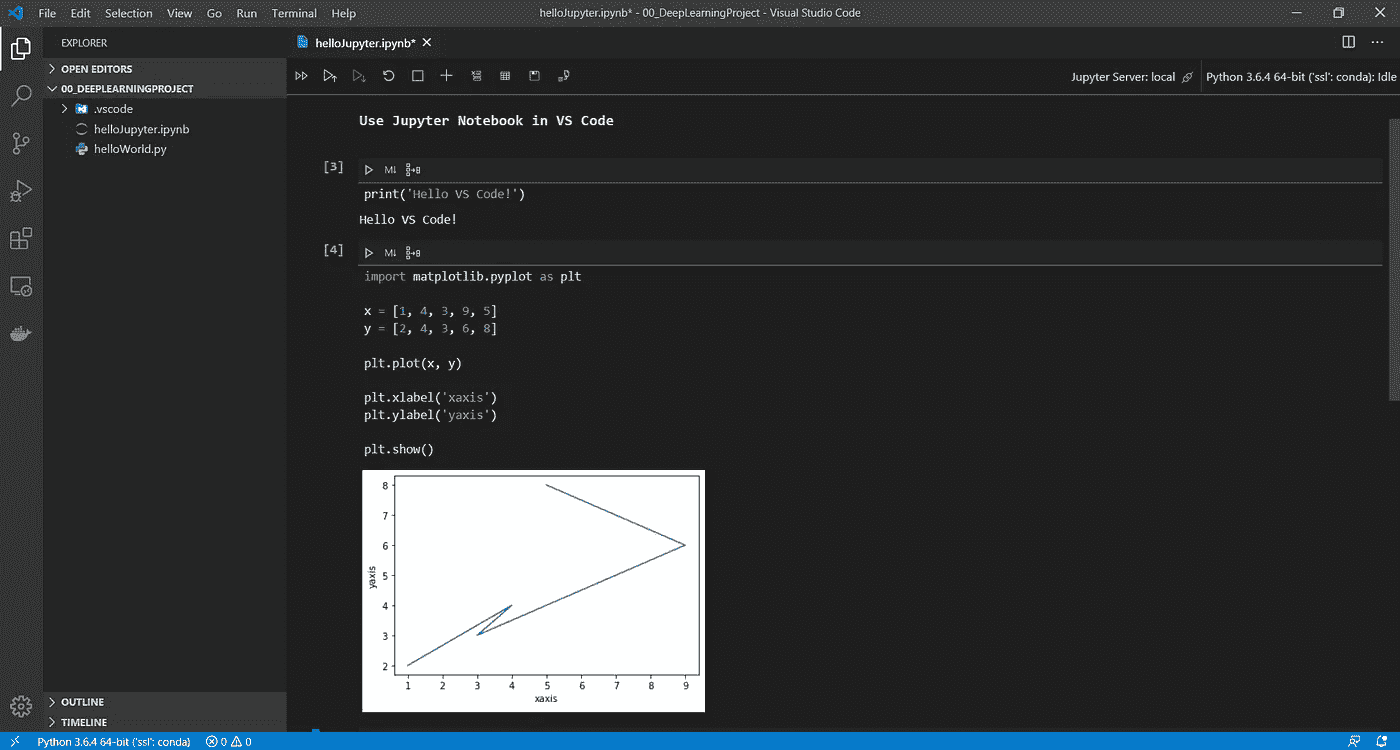 File Edit Selection View Go Run Terminal Help
helloJupyter.ipynb* - 00_DeepLearningProject - Visual Studio Code
EXPLORER
OPEN EDITORS
00_DEEPLEARNINGPROJECT
.vscode
helloJupyter.ipynb
helloWorld.py
OUTLINE
TIMELINE
helloJupyter.ipynb*
Jupyter Server: local
Python 3.6.4 64-bit ('ssl': conda): Idle
Use Jupyter Notebook in VS Code
[3]
M↓
print('Hello VS Code!')
Hello VS Code!
[4]
M↓
import matplotlib.pyplot as plt
x = [1, 4, 3, 9, 5]
y = [2, 4, 3, 6, 8]
plt.plot(x, y)
plt.xlabel('xaxis')
plt.ylabel('yaxis')
plt.show()
8
7
6
5
4
3
2
yaxis
1 2 3 4 5 6 7 8 9
xaxis
Python 3.6.4 64-bit ('ssl': conda) 0 0